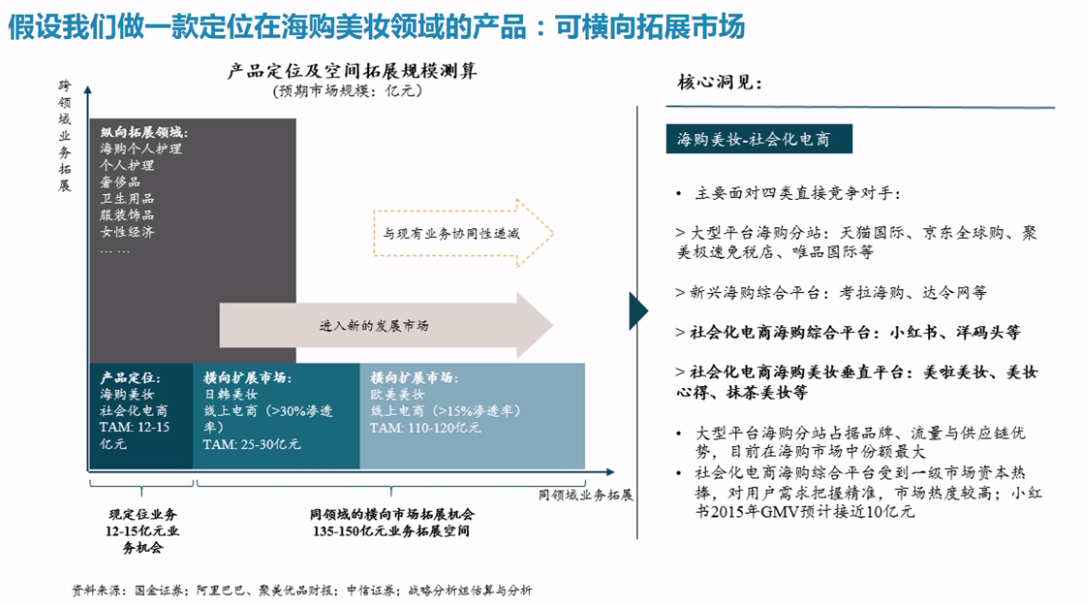 假设我们做一款定位在海购美妆领域的产品：可横向拓展市场
产品定位及空间拓展规模测算
(预期市场规模：亿元)
跨领域业务拓展
纵向拓展领域:
海购个人护理
个人护理
奢侈品
卫生用品
服装饰品
女性经济
… …
与现有业务协同性递减
进入新的发展市场
产品定位:
海购美妆
社会化电商
TAM: 12-15
亿元
横向扩展市场:
日韩美妆
线上电商（>30%渗透
率）
TAM: 25-30亿元
横向扩展市场:
欧美美妆
线上电商（>15%渗透率）
TAM: 110-120亿元
同领域业务拓展
现定位业务
12-15亿元业
务机会
同领域的横向市场拓展机会
135-150亿元业务拓展空间
核心洞见：
海购美妆-社会化电商
• 主要面对四类直接竞争对手：
> 大型平台海购分站：天猫国际、京东全球购、聚
美极速免税店、唯品国际等
> 新兴海购综合平台：考拉海购、达令网等
> 社会化电商海购综合平台：小红书、洋码头等
> 社会化电商海购美妆垂直平台：美啦美妆、美妆
心得、抹茶美妆等
• 大型平台海购分站占据品牌、流量与供应链优
势，目前在海购市场中份额最大
• 社会化电商海购综合平台受到一级市场资本热
捧，对用户需求把握精准，市场热度较高；小红
书2015年GMV预计接近10亿元
资料来源：国金证券；阿里巴巴、聚美优品财报；中信证券；战略分析组估算与分析